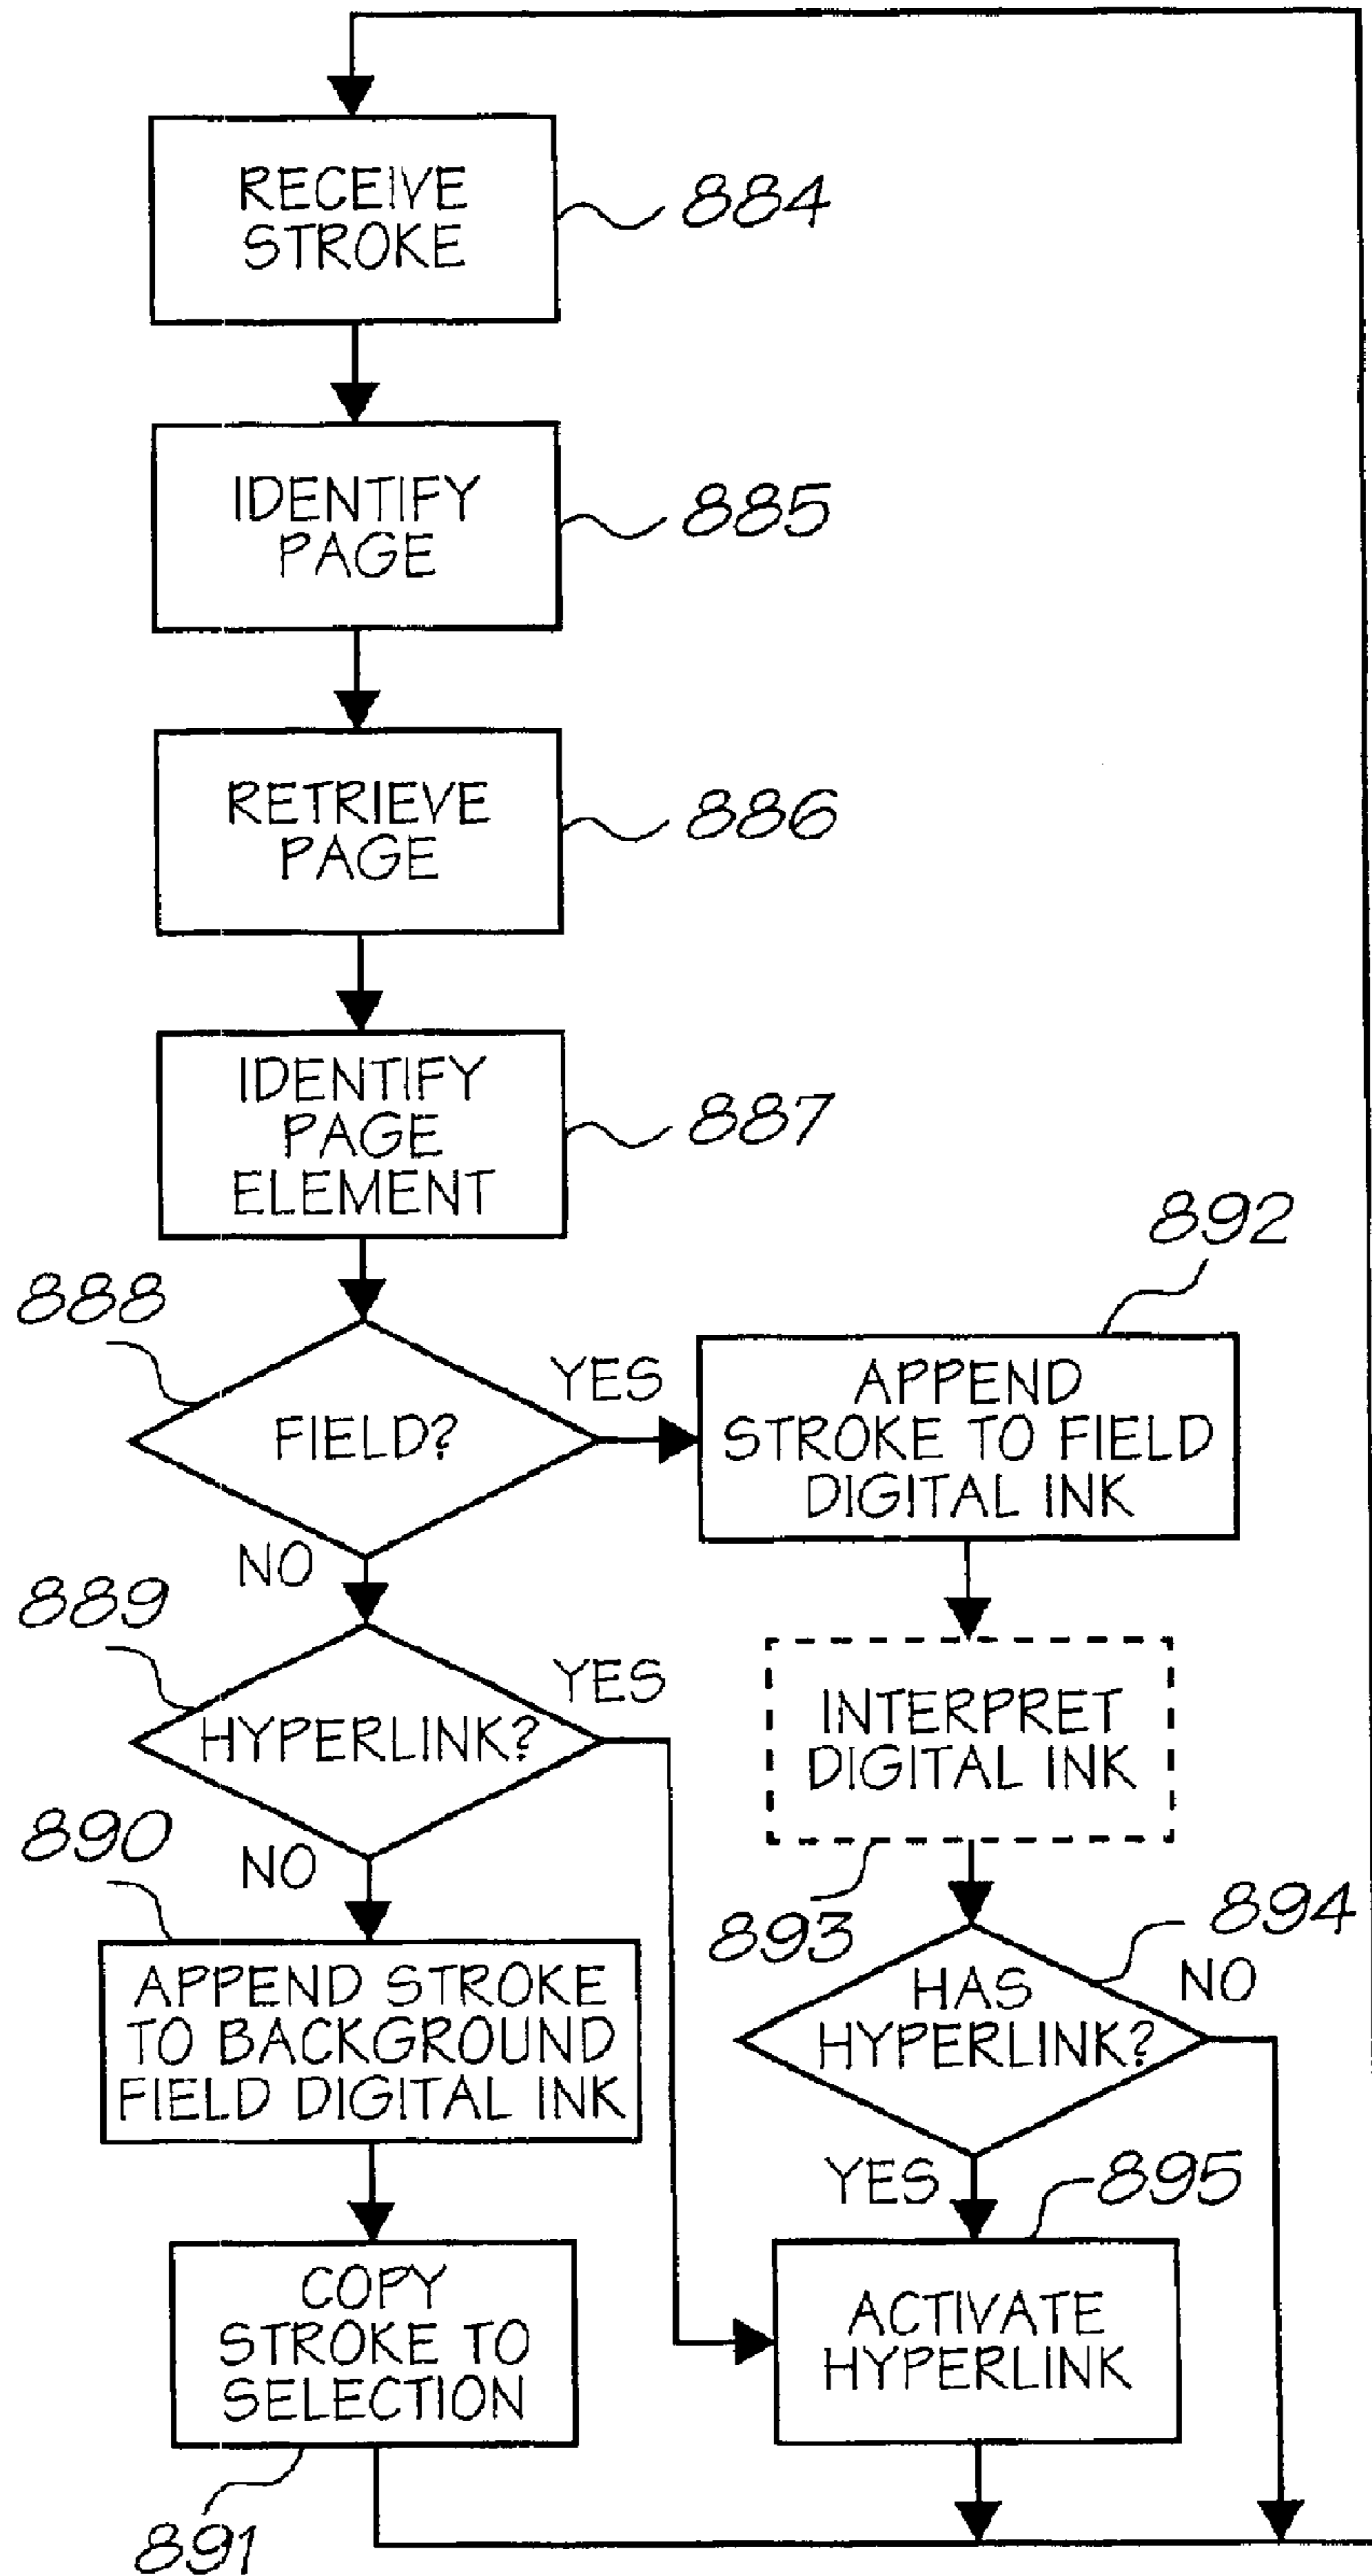 RECEIVE
STROKE
884
IDENTIFY
PAGE
885
RETRIEVE
PAGE
886
IDENTIFY
PAGE
ELEMENT
887
888
FIELD?
YES
NO
892
APPEND
STROKE TO FIELD
DIGITAL INK
889
HYPERLINK?
YES
NO
INTERPRET
DIGITAL INK
893
890
APPEND STROKE
TO BACKGROUND
FIELD DIGITAL INK
894
HAS
HYPERLINK?
NO
YES
895
COPY
STROKE TO
SELECTION
891
ACTIVATE
HYPERLINK